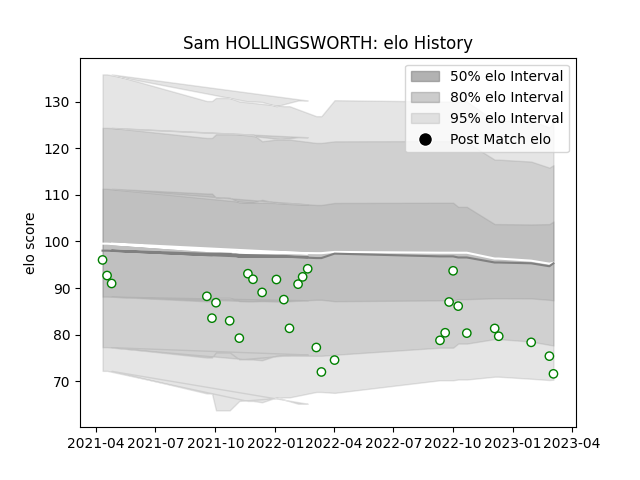 Sam HOLLINGSWORTH: elo History
50% elo Interval
80% elo Interval
95% elo Interval
Post Match elo
elo score
130
120
110
100
90
80
70
2021-04 2021-07 2021-10 2022-01 2022-04 2022-07 2022-10 2023-01 2023-04